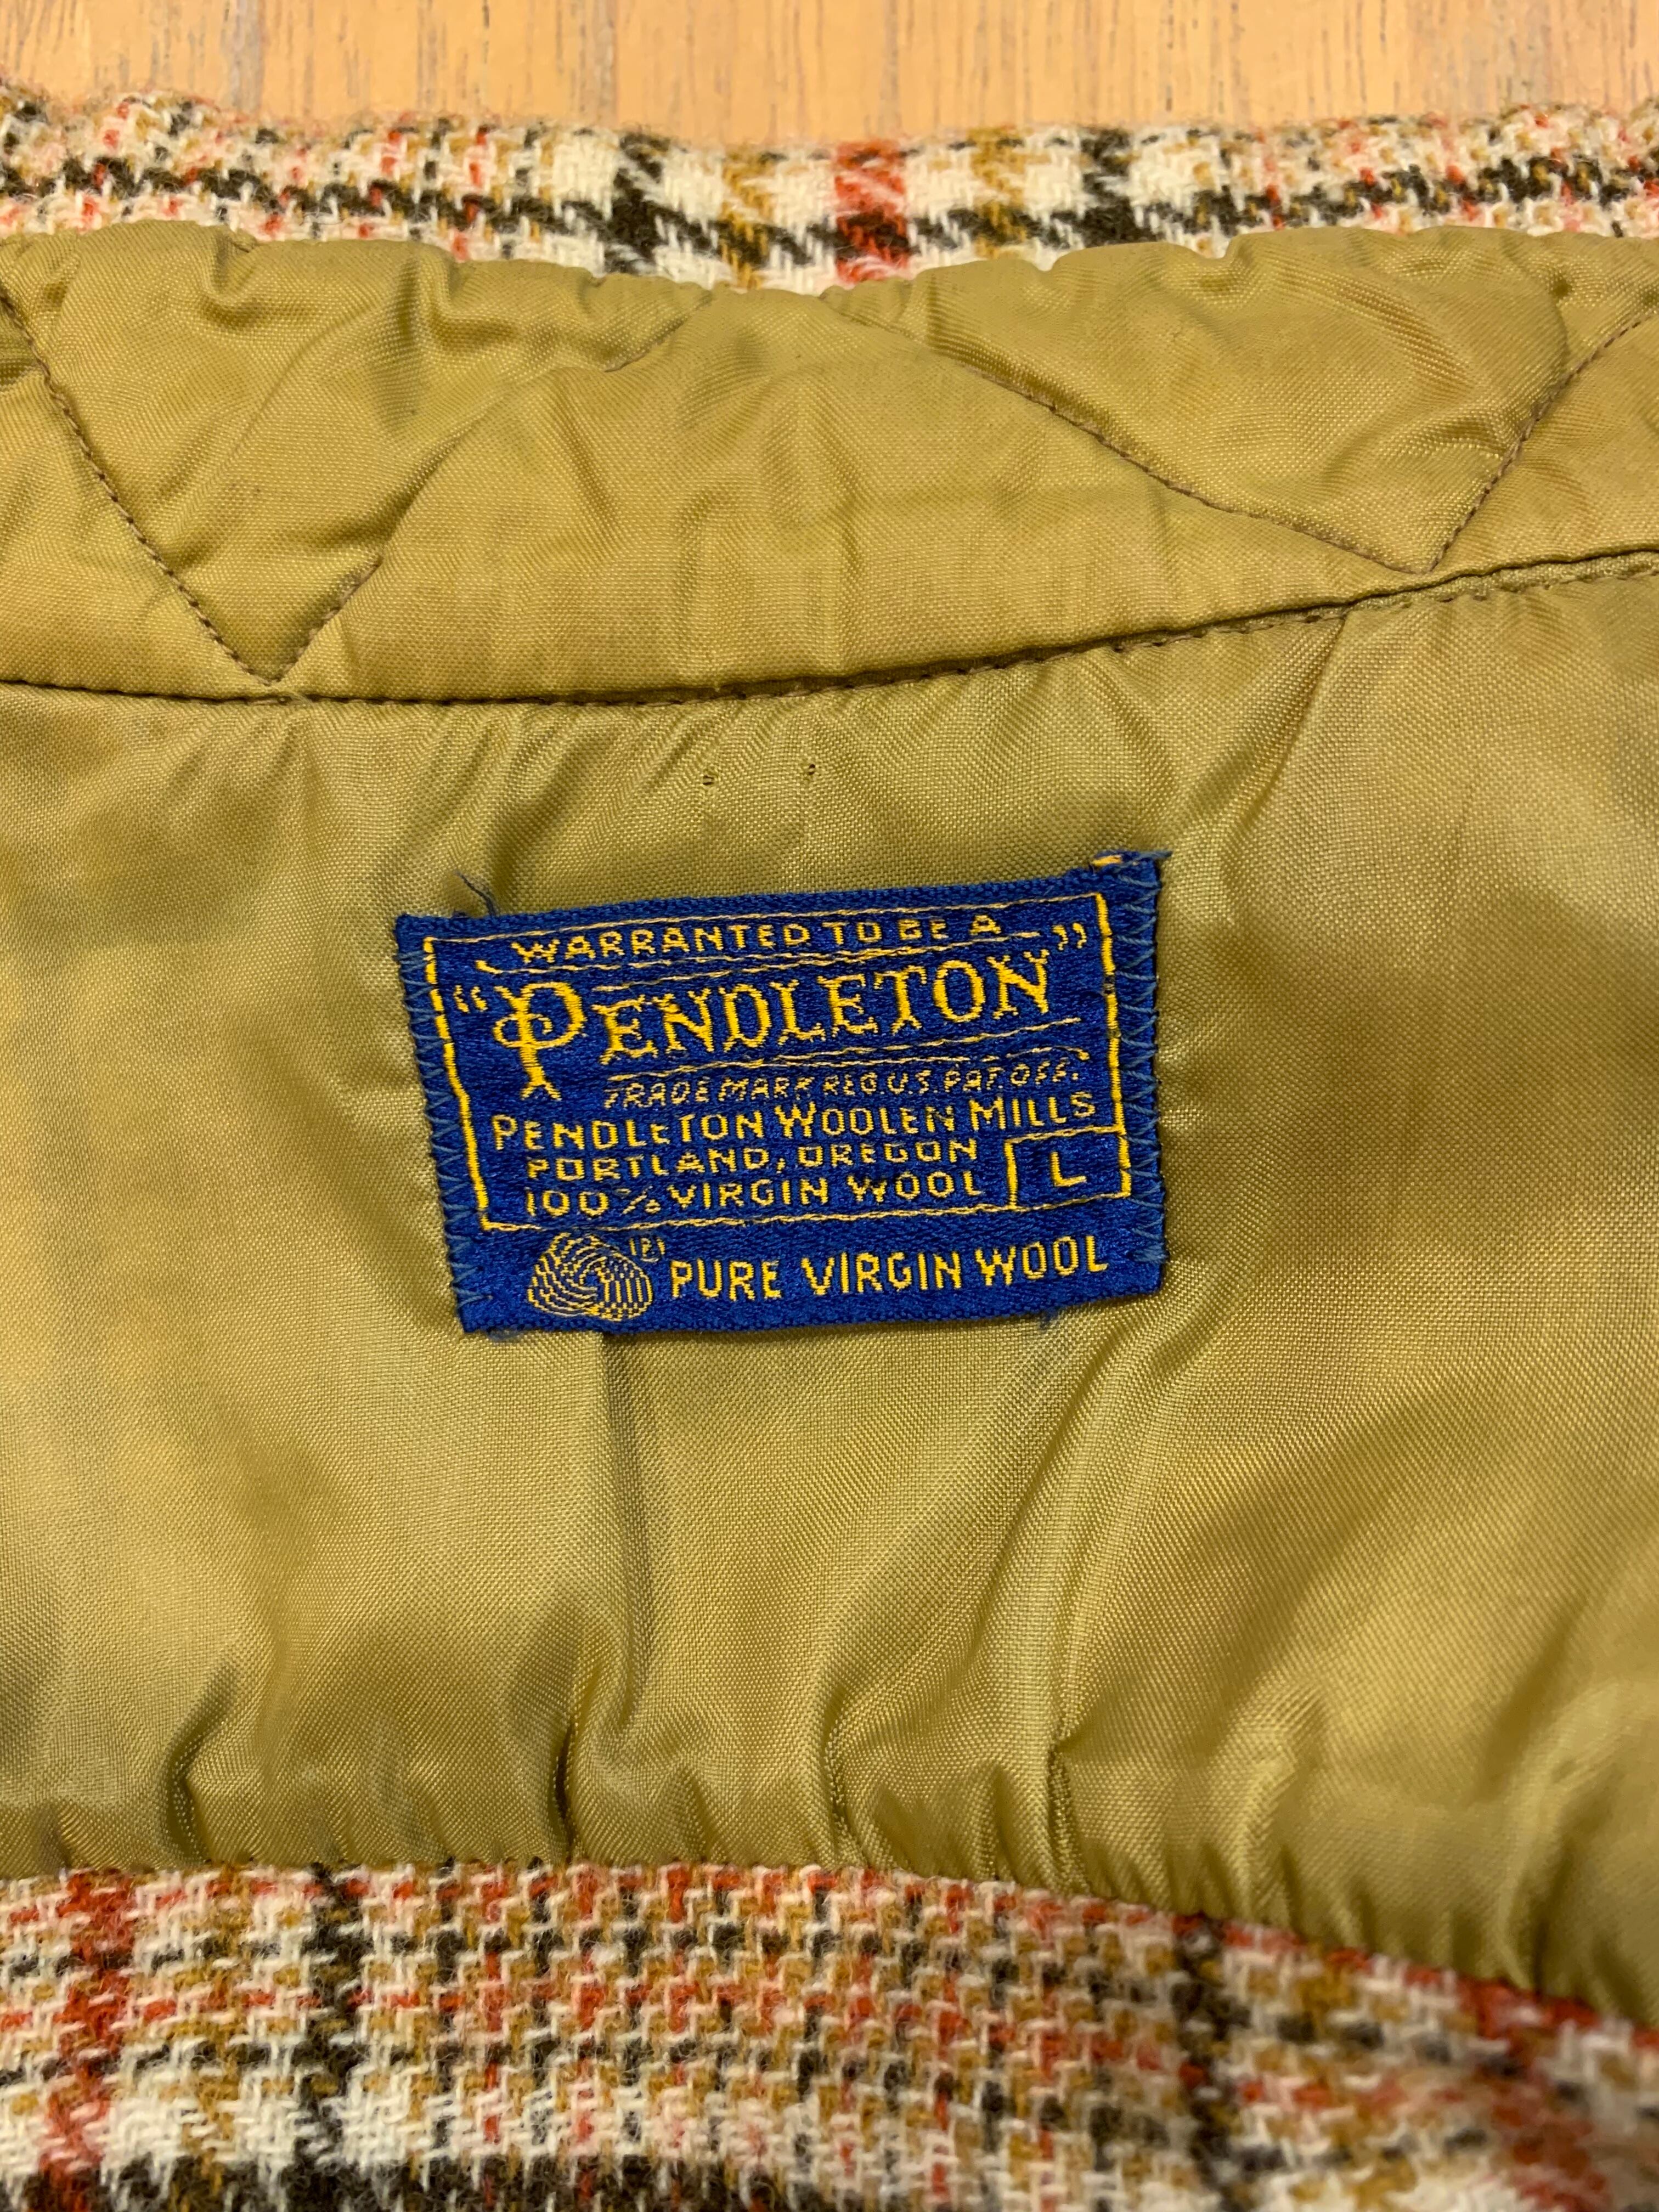 WARRANTED TO BE A
"PENDLETON"
TRADE MARK REG. U.S. PAT. OFF.
PENDLETON WOOLEN MILLS
PORTLAND, OREGON
100% VIRGIN WOOL L
® PURE VIRGIN WOOL